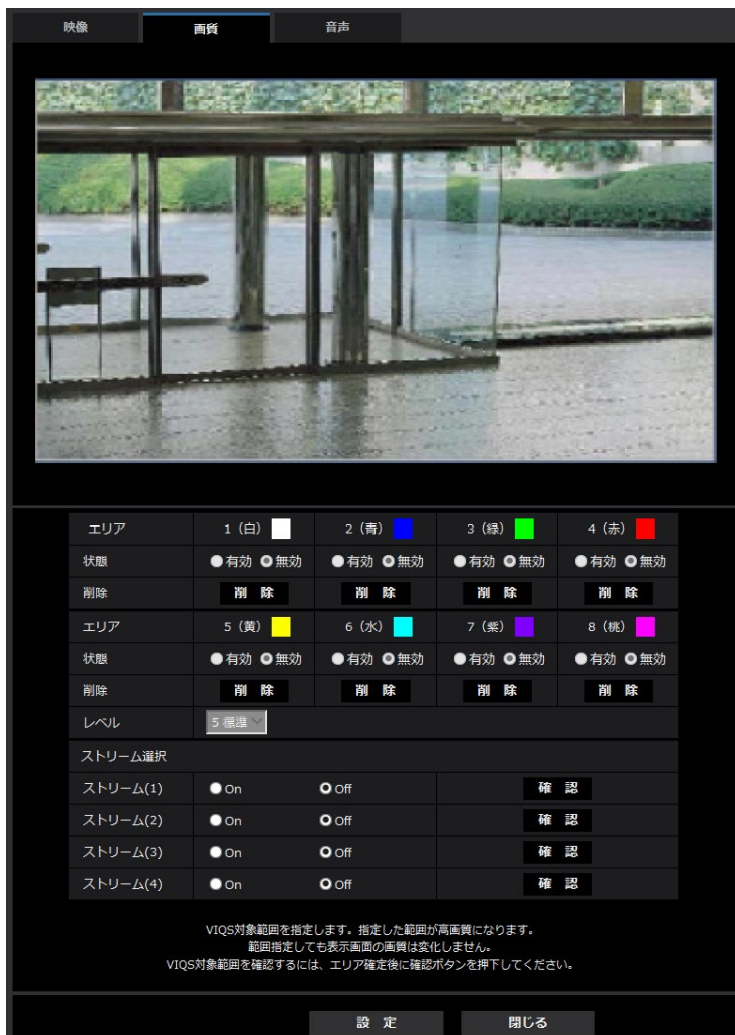 映像 画質 音声
エリア 1（白） 2（青） 3（緑） 4（赤）
状態 有効 無効 有効 無効 有効 無効 有効 無効
削除 削 除 削 除 削 除 削 除
エリア 5（黄） 6（水） 7（紫） 8（桃）
状態 有効 無効 有効 無効 有効 無効 有効 無効
削除 削 除 削 除 削 除 削 除
レベル 5 標準
ストリーム選択
ストリーム(1) On Off 確 認
ストリーム(2) On Off 確 認
ストリーム(3) On Off 確 認
ストリーム(4) On Off 確 認
VIQS対象範囲を指定します。指定した範囲が高画質になります。
範囲指定しても表示画面の画質は変化しません。
VIQS対象範囲を確認するには、エリア確定後に確認ボタンを押下してください。
設 定 閉じる